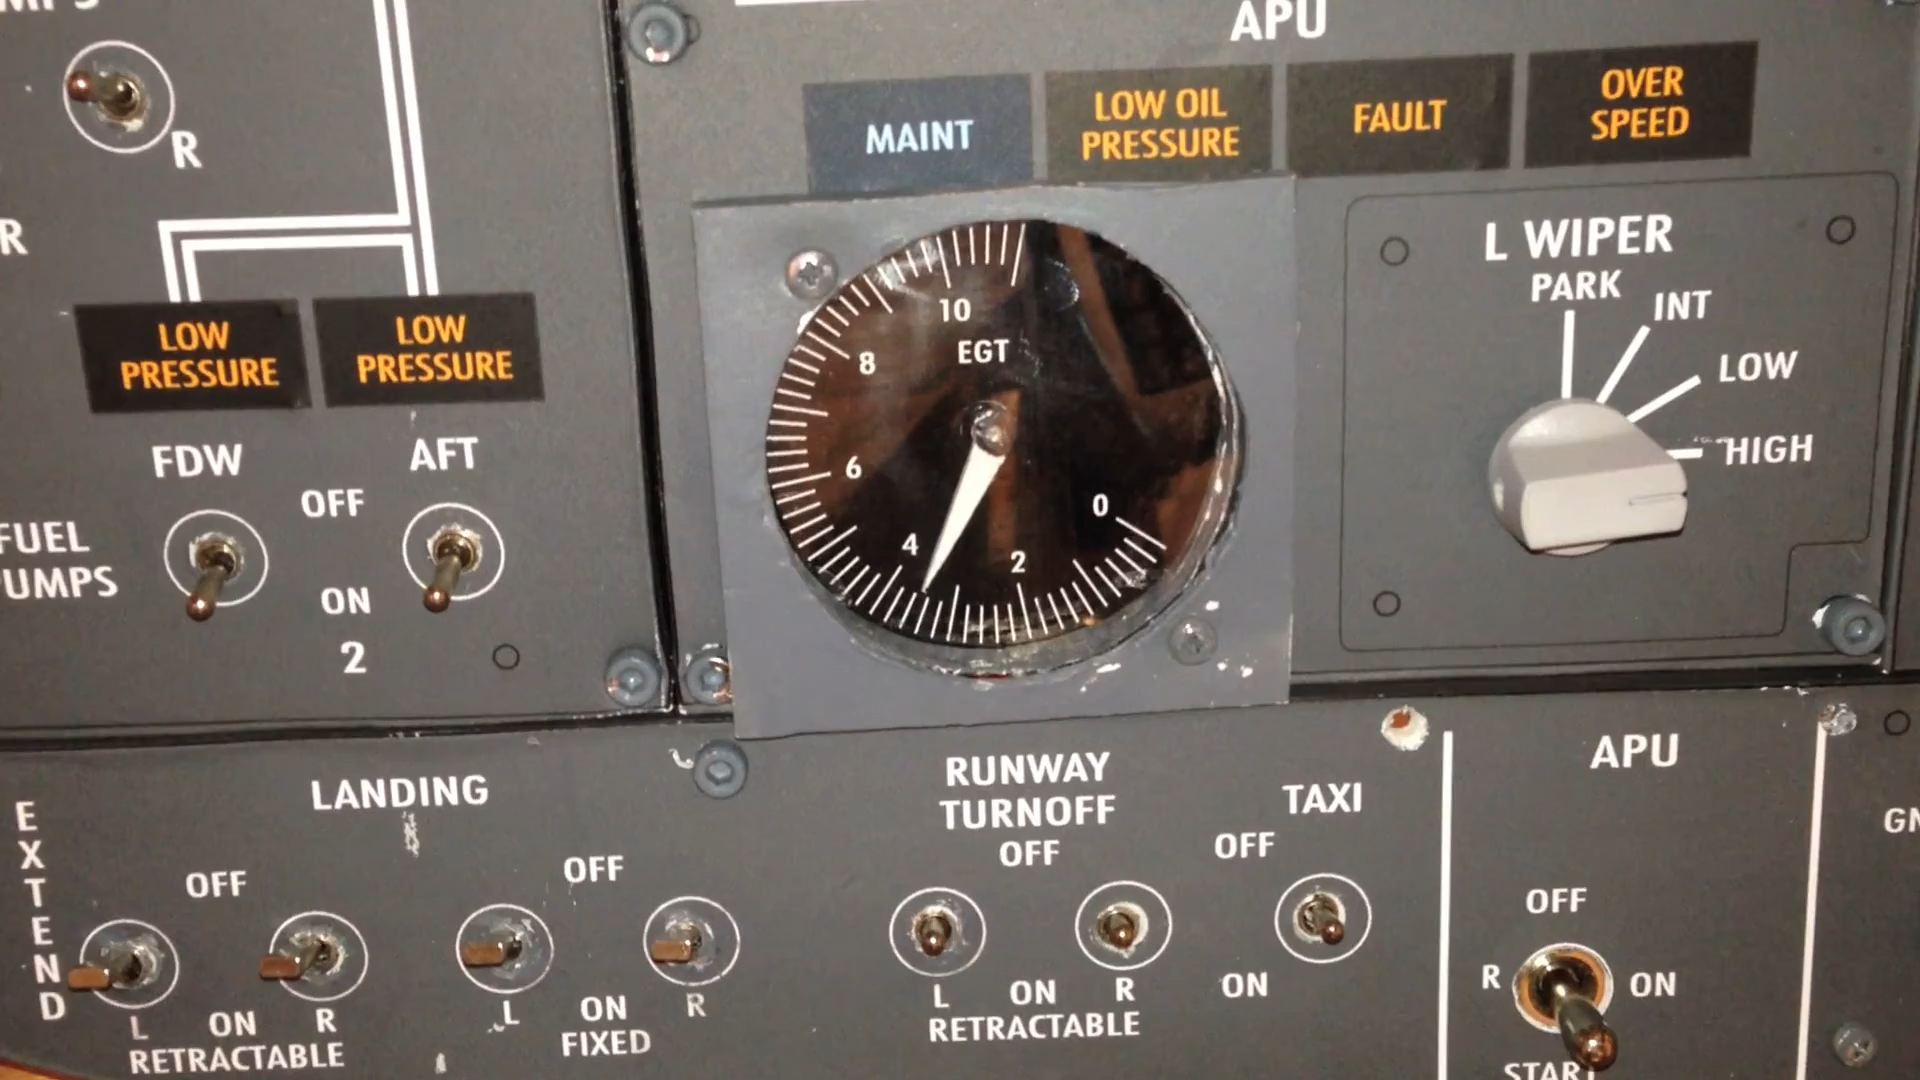 R
R
LOW
PRESSURE
LOW
PRESSURE
FDW
AFT
OFF
FUEL
ON
2
APU
MAINT
LOW OIL
PRESSURE
FAULT
OVER
SPEED
10
EGT
8
6
4
2
0
L WIPER
PARK
INT
LOW
HIGH
EXTEND
LANDING
OFF
OFF
L ON R
RETRACTABLE
L ON R
FIXED
RUNWAY
TURNOFF
OFF
L ON R
RETRACTABLE
TAXI
OFF
ON
APU
OFF
R
ON
START